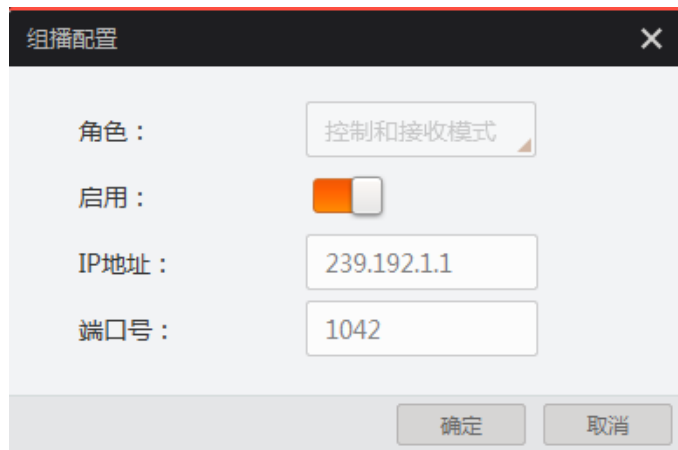 组播配置
角色：控制和接收模式
启用：
IP地址：239.192.1.1
端口号：1042
确定 取消